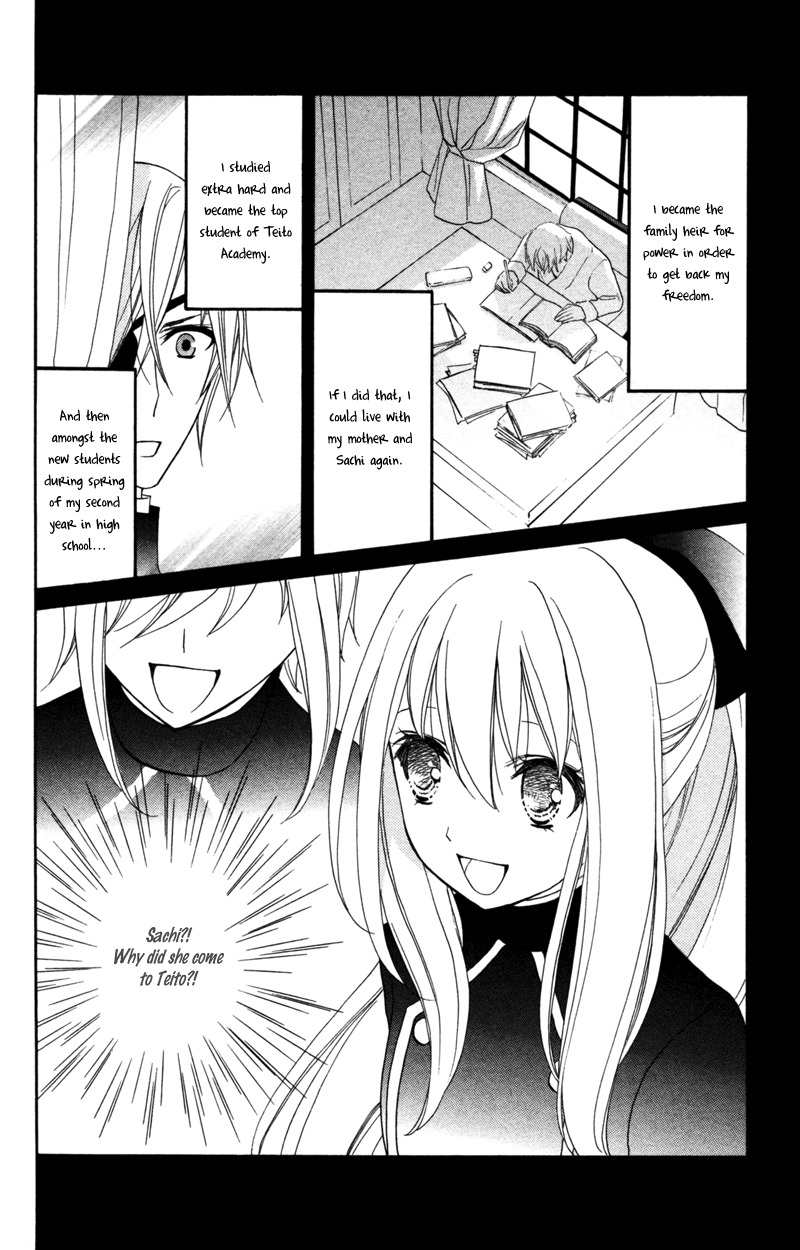 I became the
family heir for
power in order
to get back my
freedom.
If I did that, I
could live with
my mother and
Sachi again.
I studied
extra hard and
became the top
student of Teito
Academy.
And then
amongst the
new students
during spring
of my second
year in high
school...
Sachi?!
Why did she come
to Teito?!